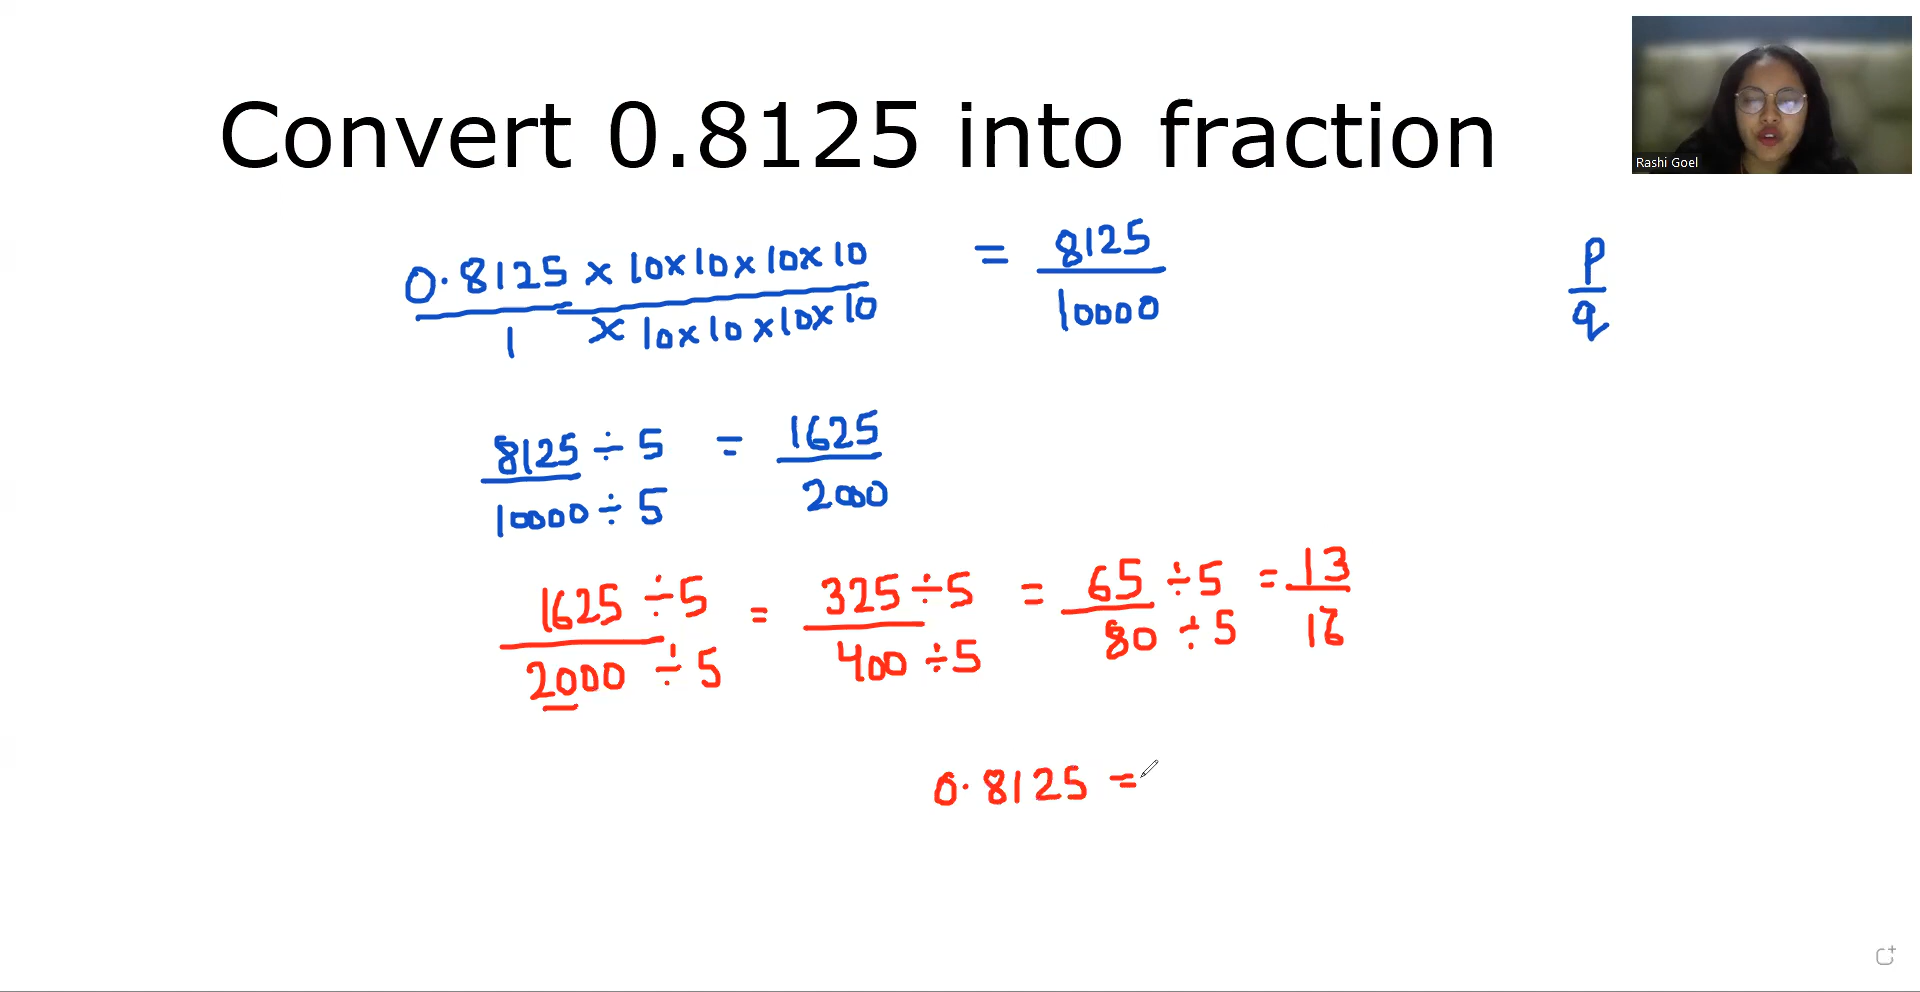 Convert 0.8125 into fraction
Rashi Goel
0.8125 × 10×10×10×10 = 8125
1 × 10×10×10×10 10000
p
q
8125 ÷ 5 = 1625
10000 ÷ 5 2000
1625 ÷5 = 325÷5 = 65 ÷5 = 13
2000 ÷5 400 ÷5 80 ÷5 16
0.8125 =